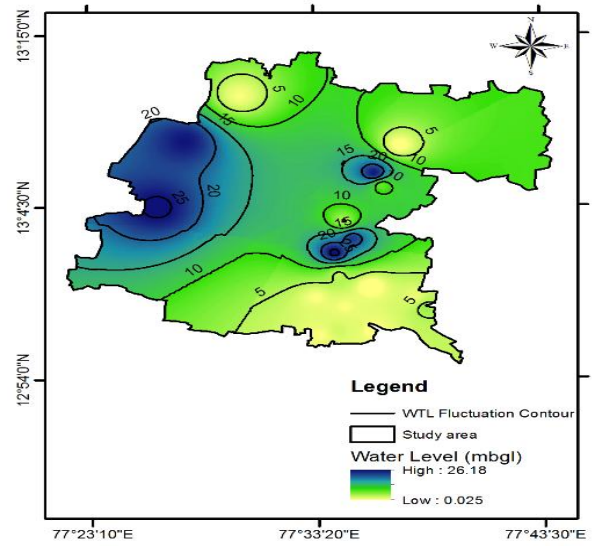 N
W E
S
13°15'0"N
13°4'30"N
12°54'0"N
5
10
15
20
5
10
15
20
10
20
25
10
15
20
15
10
5
5
Legend
WTL Fluctuation Contour
Study area
Water Level (mbgl)
High : 26.18
Low : 0.025
77°23'10"E 77°33'20"E 77°43'30"E